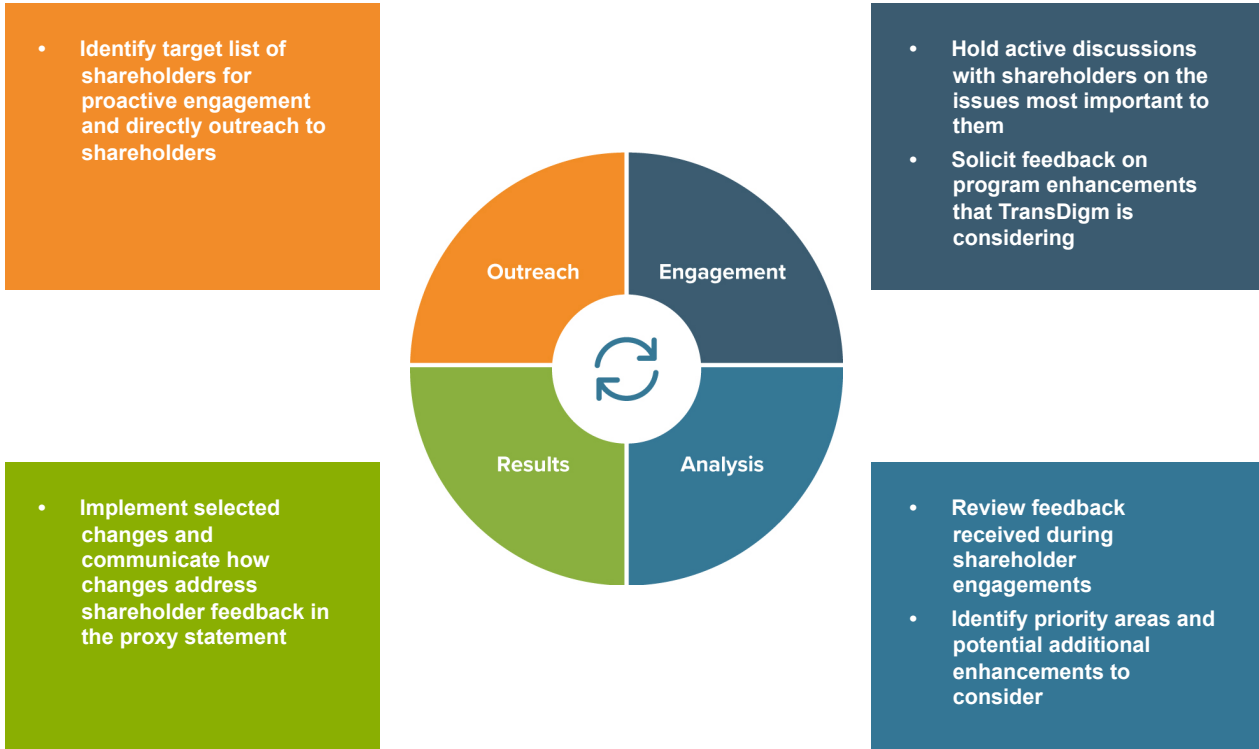 • Identify target list of
shareholders for
proactive engagement
and directly outreach to
shareholders
• Hold active discussions
with shareholders on the
issues most important to
them
• Solicit feedback on
program enhancements
that TransDigm is
considering
Outreach
Engagement
Results
Analysis
• Implement selected
changes and
communicate how
changes address
shareholder feedback in
the proxy statement
• Review feedback
received during
shareholder
engagements
• Identify priority areas and
potential additional
enhancements to
consider